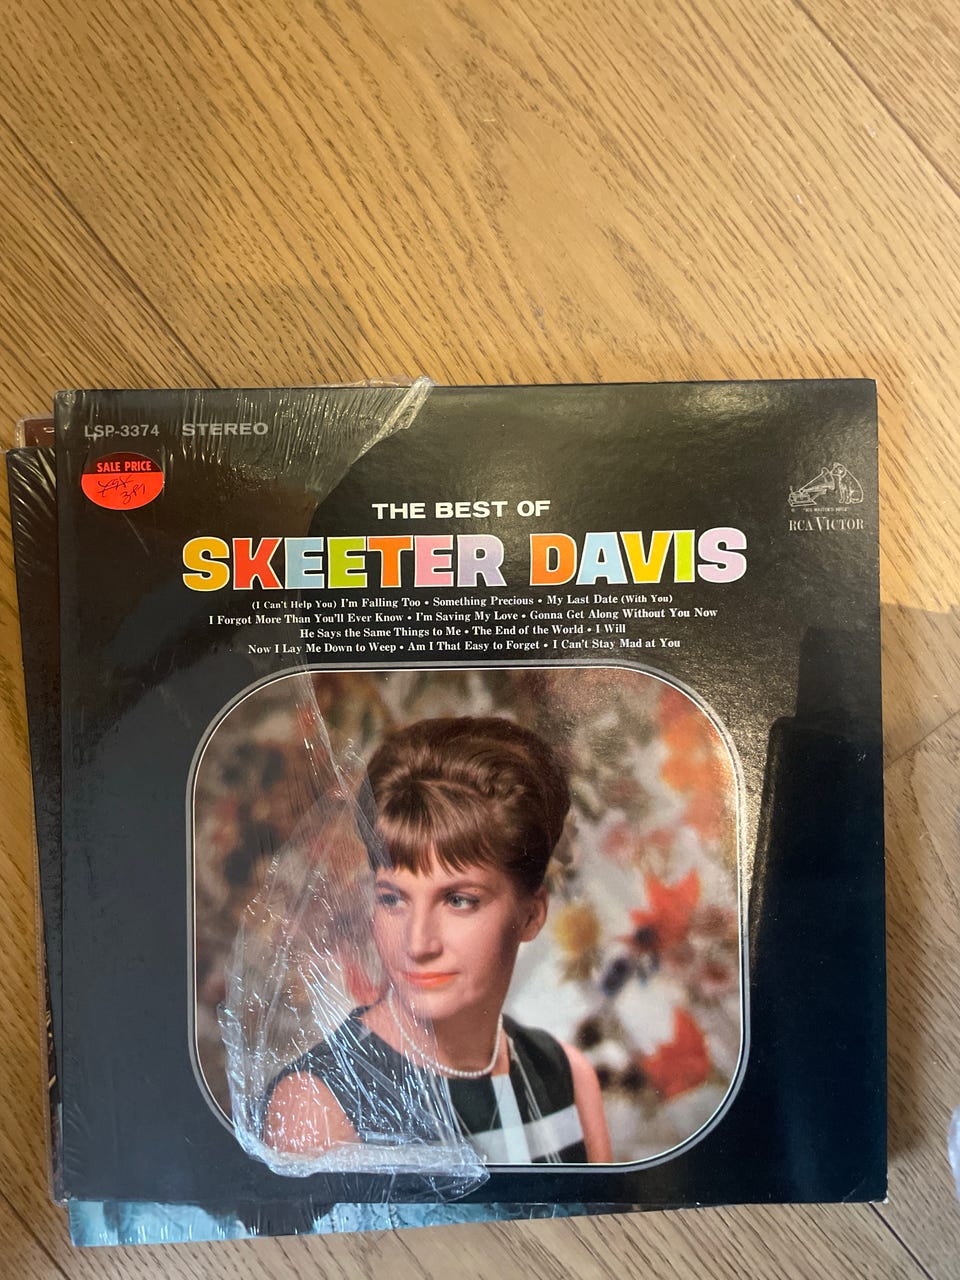 LSP-3374 STEREO
SALE PRICE
THE BEST OF
SKEETER DAVIS
"HIS MASTER'S VOICE"
RCA VICTOR
(I Can't Help You) I'm Falling Too • Something Precious • My Last Date (With You)
I Forgot More Than You'll Ever Know • I'm Saving My Love • Gonna Get Along Without You Now
He Says the Same Things to Me • The End of the World • I Will
Now I Lay Me Down to Weep • Am I That Easy to Forget • I Can't Stay Mad at You